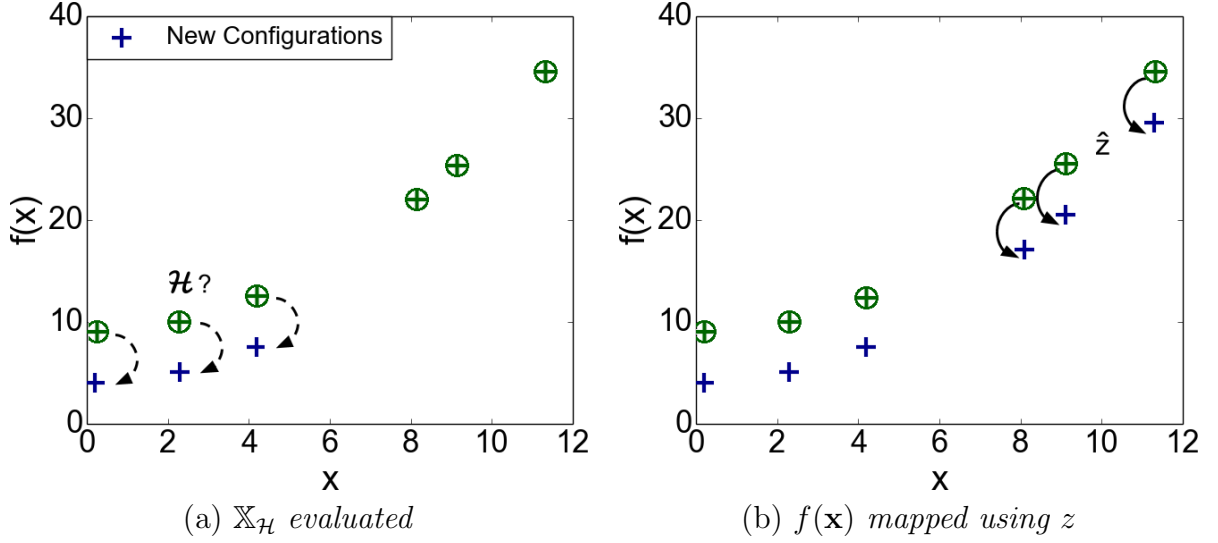 New Configurations
40
30
20
10
0
f(x)
ℋ ?
0 2 4 6 8 10 12
x
(a) 𝕏_ℋ evaluated
40
30
20
10
0
f(x)
ẑ
0 2 4 6 8 10 12
x
(b) f(𝐱) mapped using z